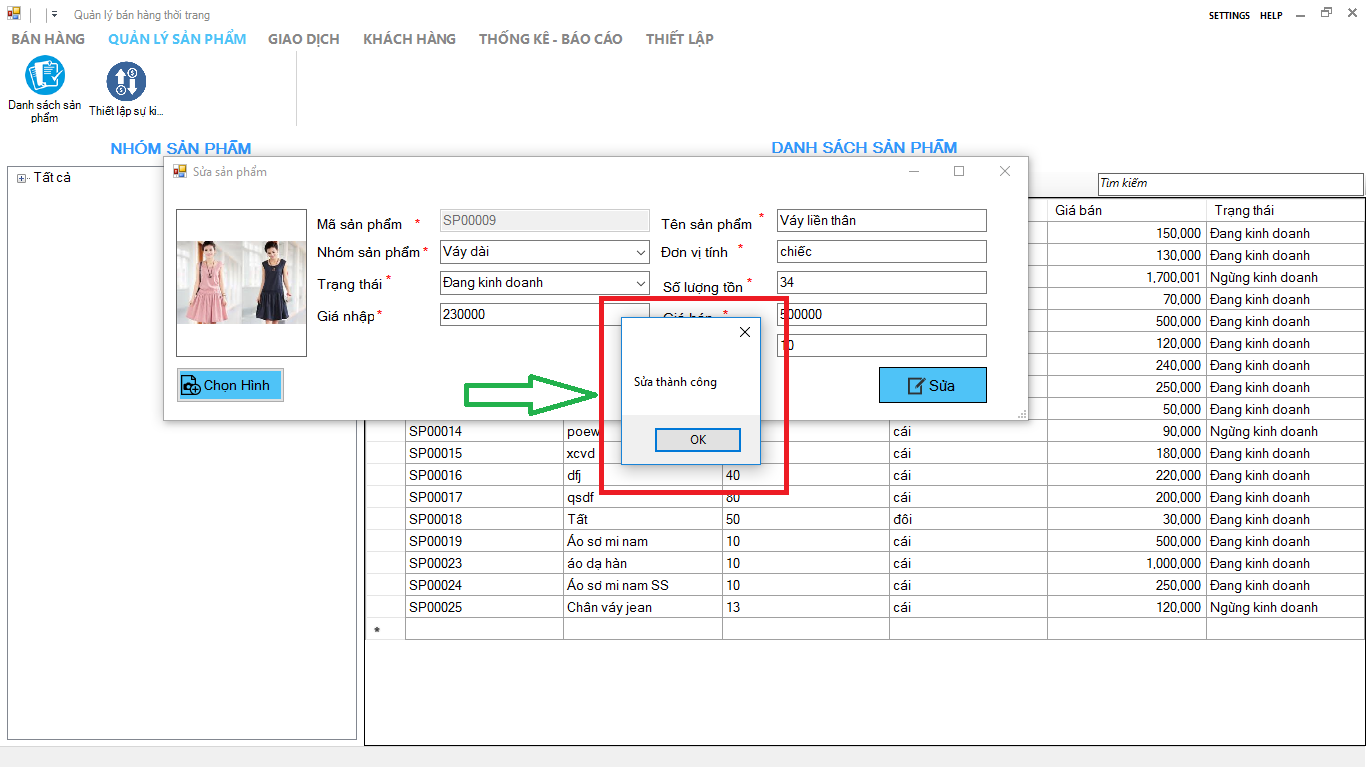 Quản lý bán hàng thời trang
SETTINGS HELP
BÁN HÀNG QUẢN LÝ SẢN PHẨM GIAO DỊCH KHÁCH HÀNG THỐNG KÊ - BÁO CÁO THIẾT LẬP
Danh sách sản phẩm
Thiết lập sự ki...
NHÓM SẢN PHẨM
DANH SÁCH SẢN PHẨM
Tất cả
Tìm kiếm
Sửa sản phẩm
Mã sản phẩm * SP00009
Tên sản phẩm * Váy liền thân
Nhóm sản phẩm * Váy dài
Đơn vị tính * chiếc
Trạng thái * Đang kinh doanh
Số lượng tồn * 34
Giá nhập * 230000
Giá bán * 500000
10
Chọn Hình
Sửa
Sửa thành công
OK
Giá bán Trạng thái
150,000 Đang kinh doanh
130,000 Đang kinh doanh
1,700,001 Ngừng kinh doanh
70,000 Đang kinh doanh
500,000 Đang kinh doanh
120,000 Đang kinh doanh
240,000 Đang kinh doanh
250,000 Đang kinh doanh
50,000 Đang kinh doanh
SP00014 poew cái 90,000 Ngừng kinh doanh
SP00015 xcvd cái 180,000 Đang kinh doanh
SP00016 dfj 40 cái 220,000 Đang kinh doanh
SP00017 qsdf 80 cái 200,000 Đang kinh doanh
SP00018 Tất 50 đôi 30,000 Đang kinh doanh
SP00019 Áo sơ mi nam 10 cái 500,000 Đang kinh doanh
SP00023 áo dạ hàn 10 cái 1,000,000 Đang kinh doanh
SP00024 Áo sơ mi nam SS 10 cái 250,000 Đang kinh doanh
SP00025 Chân váy jean 13 cái 120,000 Ngừng kinh doanh
*